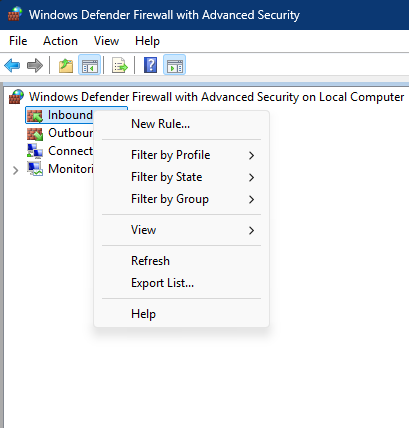 Windows Defender Firewall with Advanced Security
File Action View Help
Windows Defender Firewall with Advanced Security on Local Computer
Inbound
Outboun
Connect
Monitori
New Rule...
Filter by Profile
Filter by State
Filter by Group
View
Refresh
Export List...
Help